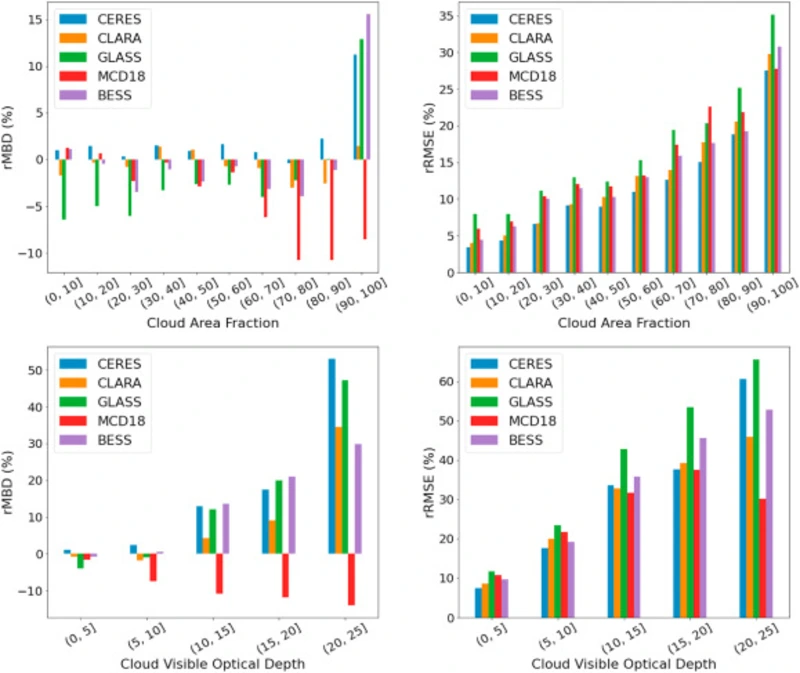 15
10
5
0
−5
−10
rMBD (%)
CERES
CLARA
GLASS
MCD18
BESS
(0, 10]
(10, 20]
(20, 30]
(30, 40]
(40, 50]
(50, 60]
(60, 70]
(70, 80]
(80, 90]
(90, 100]
Cloud Area Fraction
35
30
25
20
15
10
5
0
rRMSE (%)
CERES
CLARA
GLASS
MCD18
BESS
(0, 10]
(10, 20]
(20, 30]
(30, 40]
(40, 50]
(50, 60]
(60, 70]
(70, 80]
(80, 90]
(90, 100]
Cloud Area Fraction
50
40
30
20
10
0
−10
rMBD (%)
CERES
CLARA
GLASS
MCD18
BESS
(0, 5]
(5, 10]
(10, 15]
(15, 20]
(20, 25]
Cloud Visible Optical Depth
60
50
40
30
20
10
0
rRMSE (%)
CERES
CLARA
GLASS
MCD18
BESS
(0, 5]
(5, 10]
(10, 15]
(15, 20]
(20, 25]
Cloud Visible Optical Depth